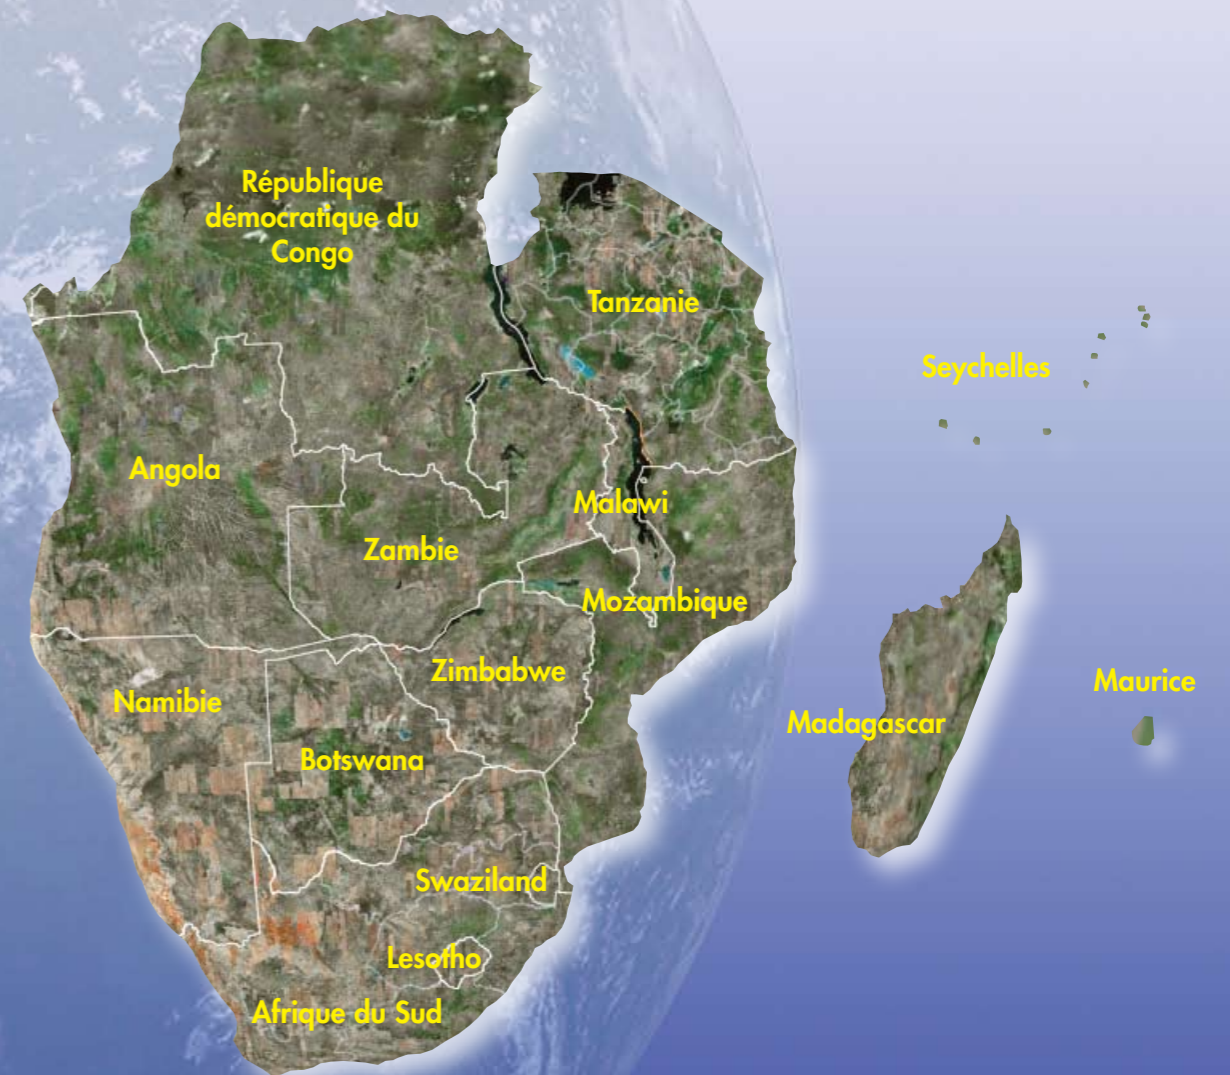 République
démocratique du
Congo
Tanzanie
Seychelles
Angola
Malawi
Zambie
Mozambique
Zimbabwe
Maurice
Namibie
Madagascar
Botswana
Swaziland
Lesotho
Afrique du Sud